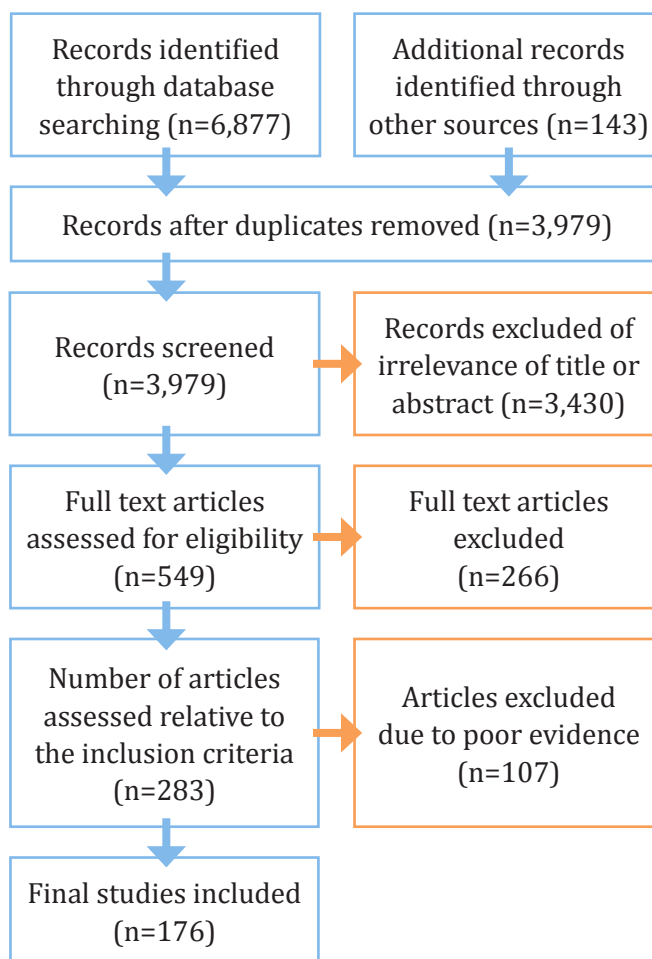 Records identified
through database
searching (n=6,877)
Additional records
identified through
other sources (n=143)
Records after duplicates removed (n=3,979)
Records screened
(n=3,979)
Records excluded of
irrelevance of title or
abstract (n=3,430)
Full text articles
assessed for eligibility
(n=549)
Full text articles
excluded
(n=266)
Number of articles
assessed relative to
the inclusion criteria
(n=283)
Articles excluded
due to poor evidence
(n=107)
Final studies included
(n=176)